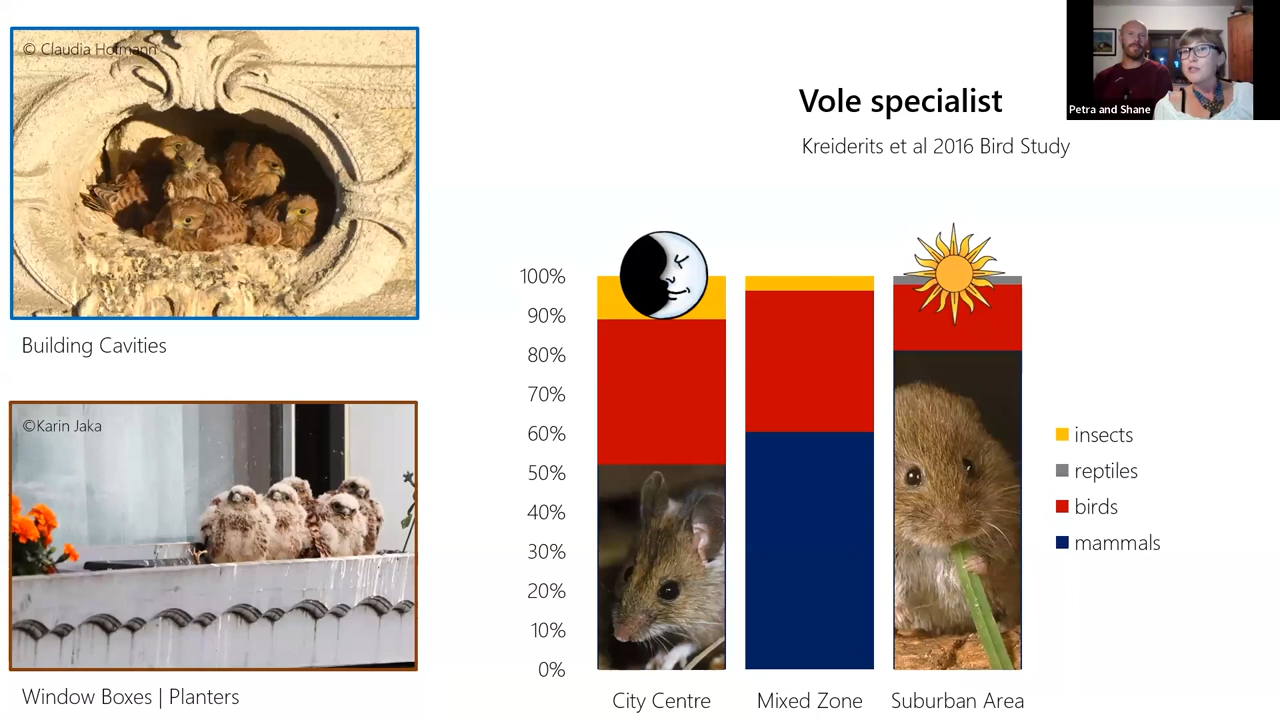 © Claudia Hofmann
Building Cavities
©Karin Jaka
Window Boxes | Planters
Vole specialist
Kreiderits et al 2016 Bird Study
Petra and Shane
100%
90%
80%
70%
60%
50%
40%
30%
20%
10%
0%
City Centre
Mixed Zone
Suburban Area
insects
reptiles
birds
mammals